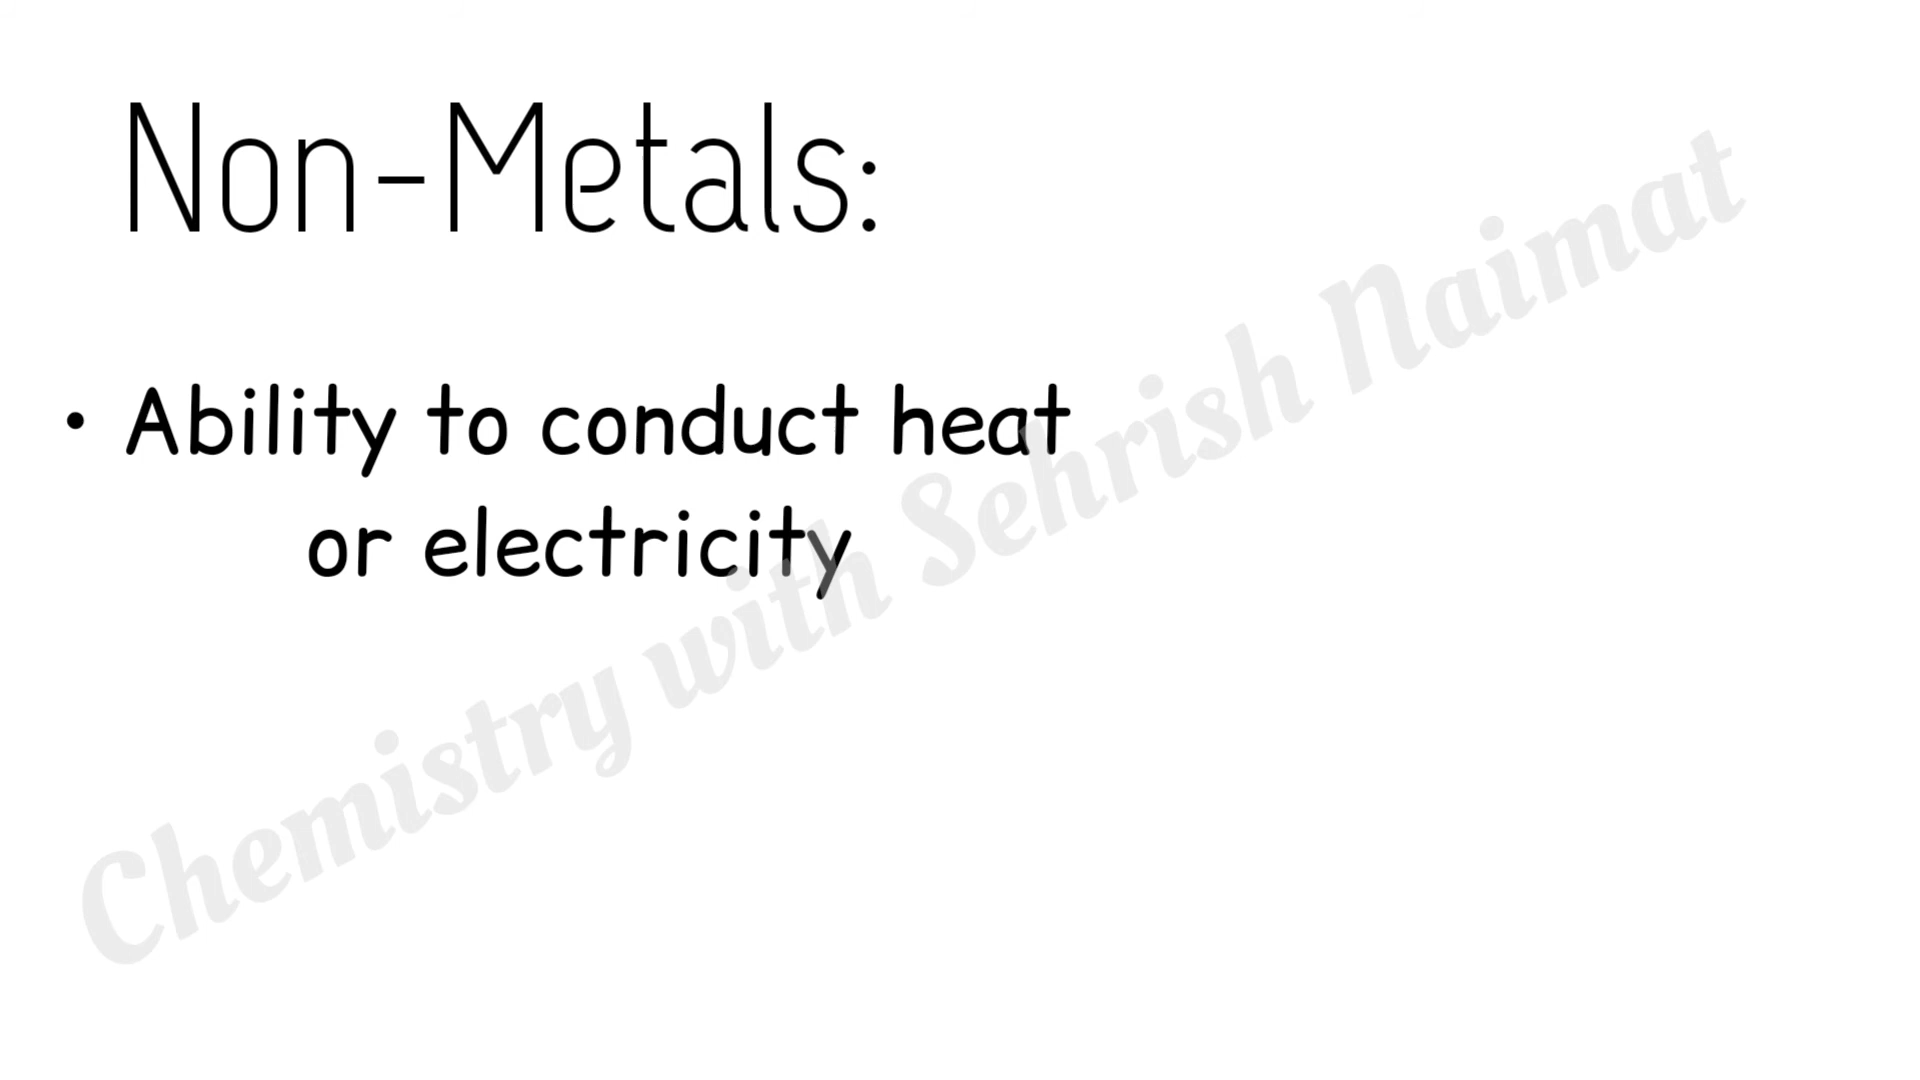 Non-Metals:
• Ability to conduct heat
or electricity
Chemistry with Sehrish Naimat